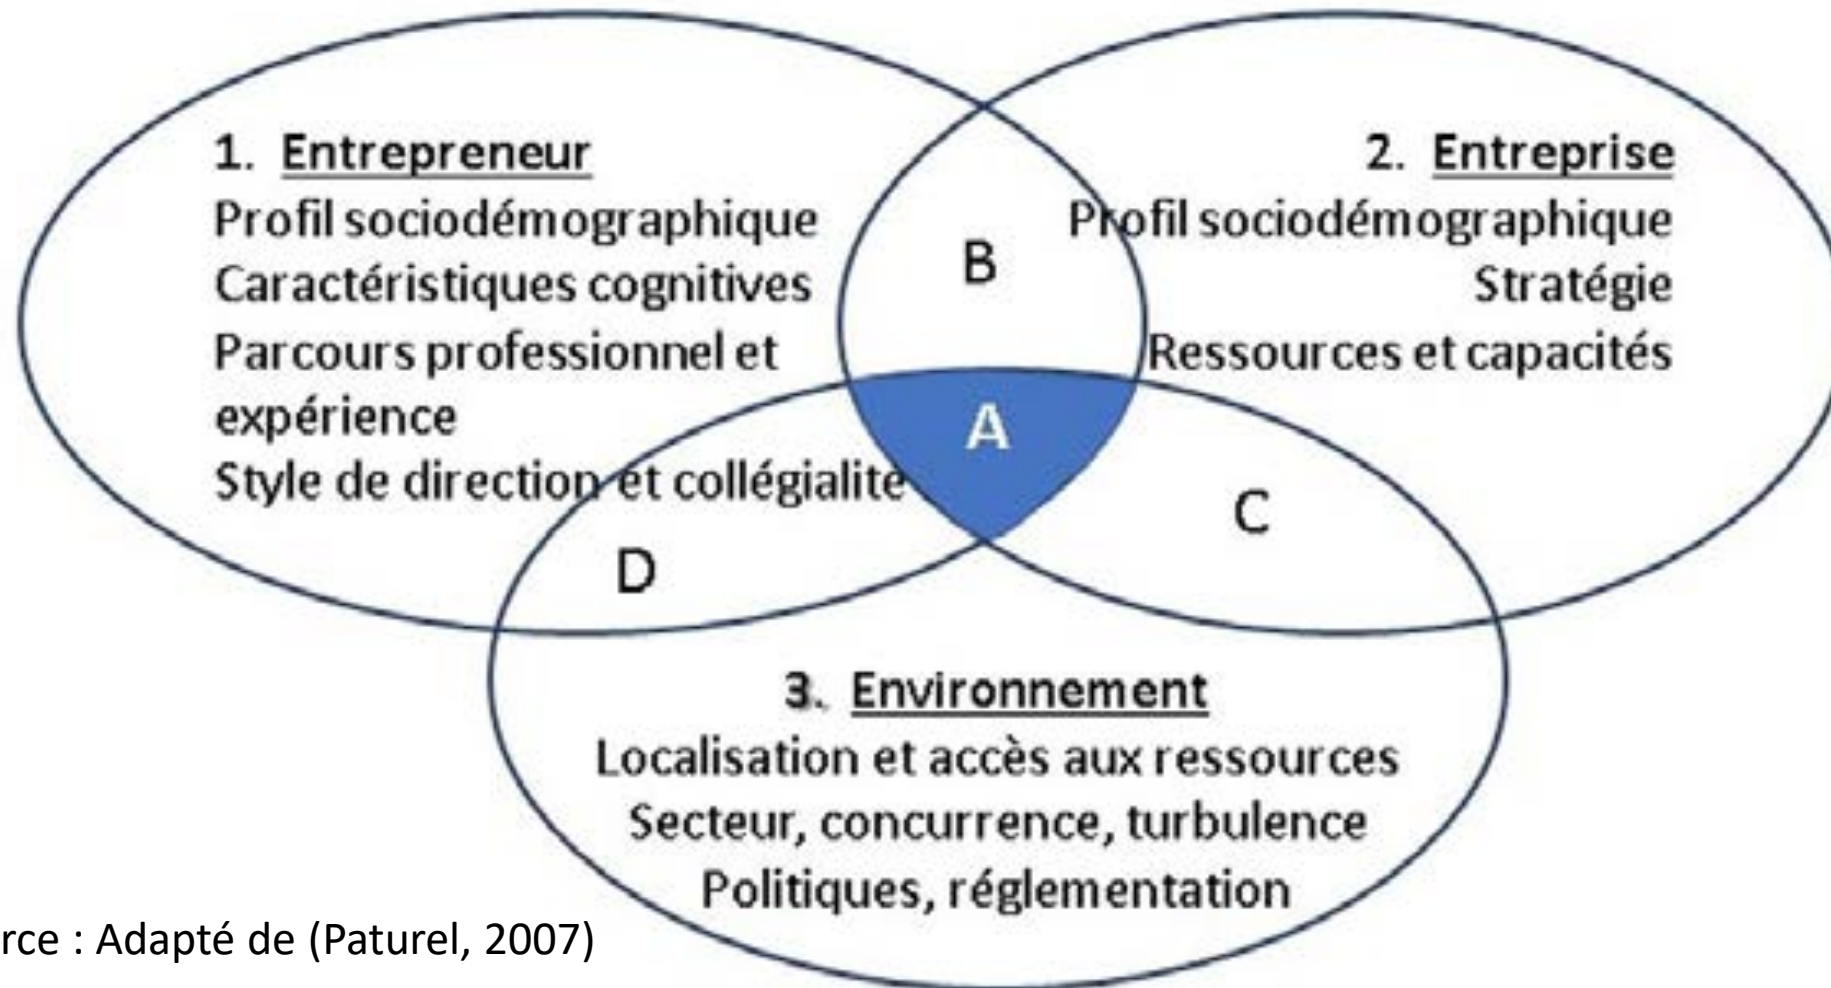 1. Entrepreneur
Profil sociodémographique
Caractéristiques cognitives
Parcours professionnel et
expérience
Style de direction et collégialité
2. Entreprise
Profil sociodémographique
Stratégie
Ressources et capacités
B
A
C
D
3. Environnement
Localisation et accès aux ressources
Secteur, concurrence, turbulence
Politiques, réglementation
rce : Adapté de (Paturel, 2007)